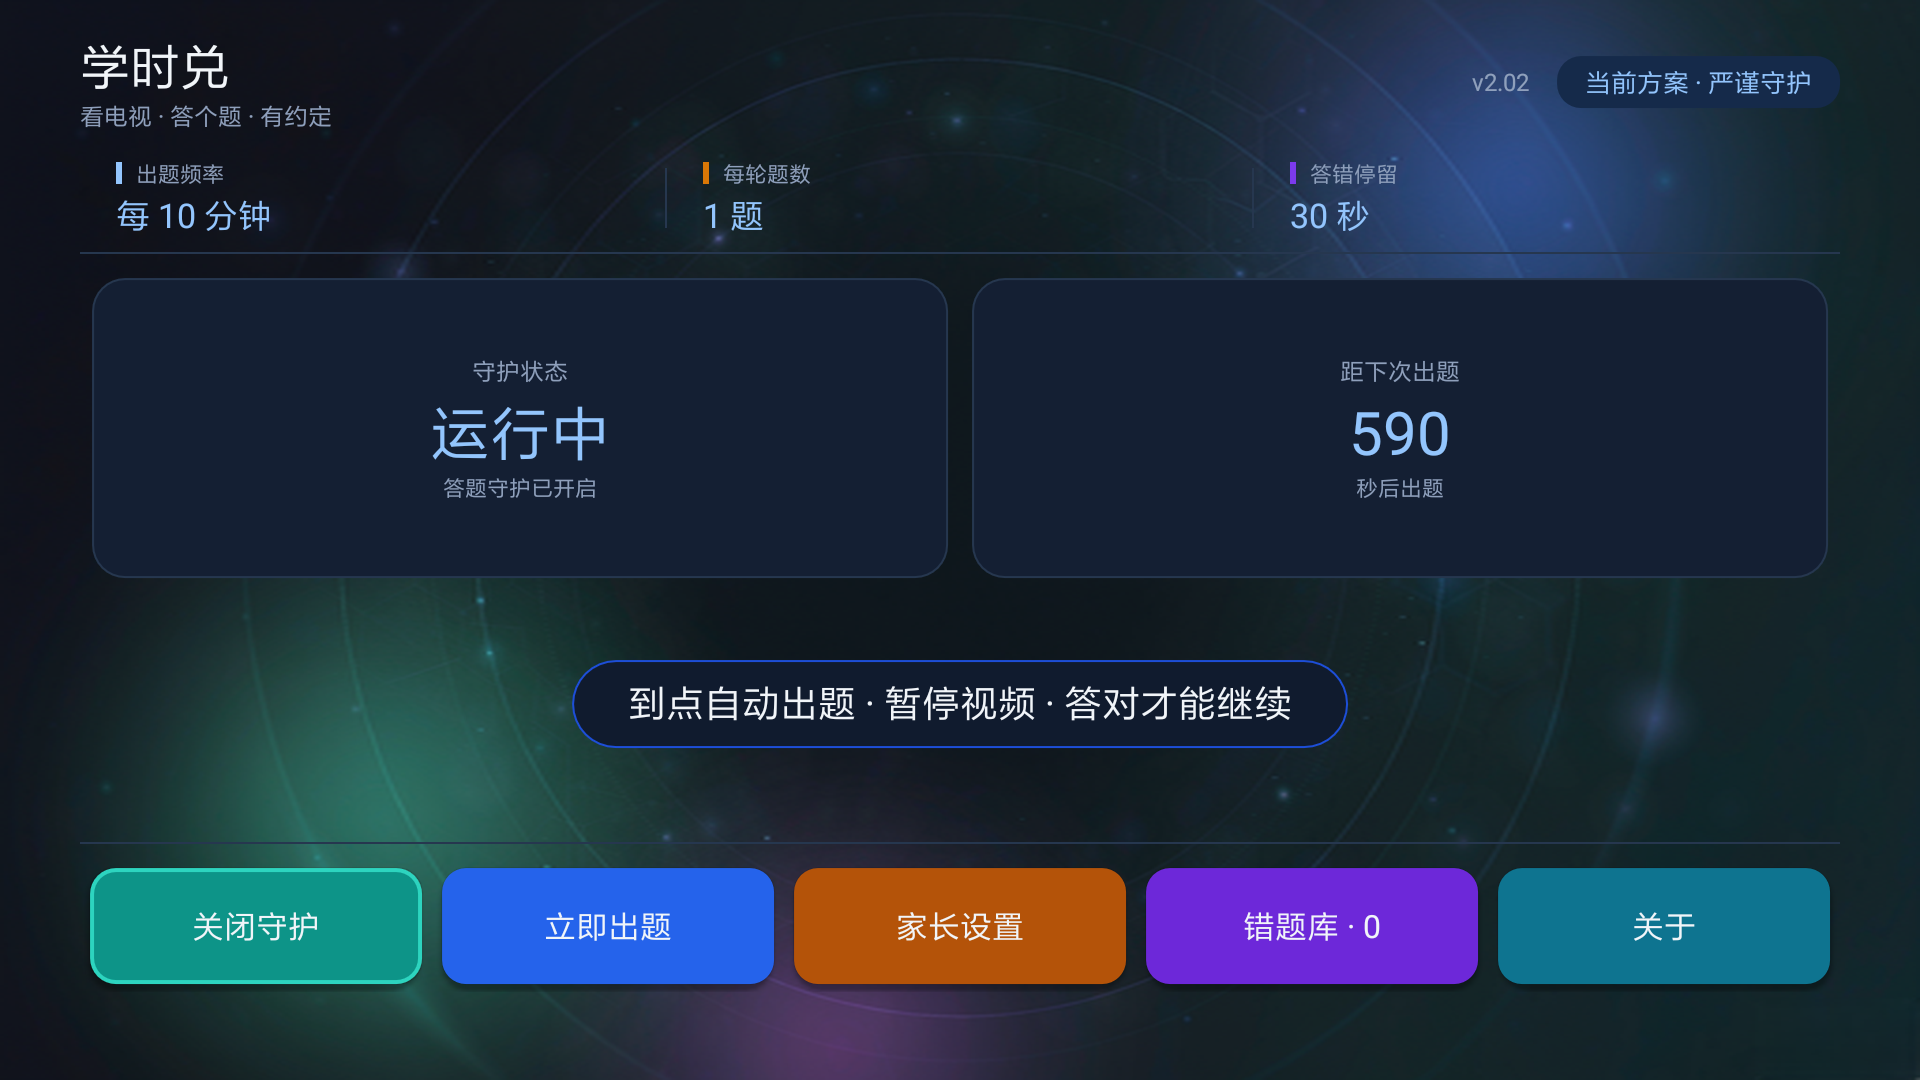 学时兑
看电视 · 答个题 · 有约定
v2.02
当前方案 · 严谨守护
出题频率
每 10 分钟
每轮题数
1 题
答错停留
30 秒
守护状态
运行中
答题守护已开启
距下次出题
590
秒后出题
到点自动出题 · 暂停视频 · 答对才能继续
关闭守护
立即出题
家长设置
错题库 · 0
关于